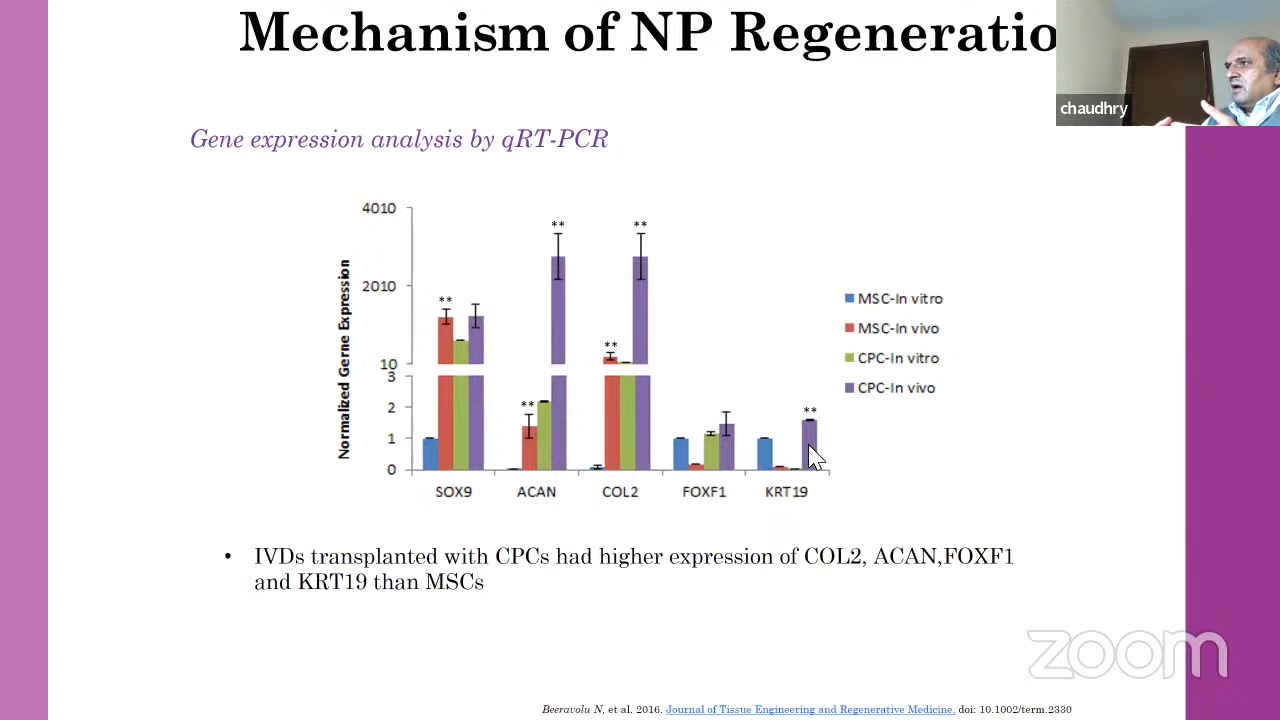 Mechanism of NP Regeneratio
chaudhry
Gene expression analysis by qRT-PCR
Normalized Gerne Expression
4010
2010
10
3
2
1
0
**
**
**
**
**
**
SOX9
ACAN
COL2
FOXF1
KRT19
MSC-In vitro
MSC-In vivo
CPC-In vitro
CPC-In vivo
• IVDs transplanted with CPCs had higher expression of COL2, ACAN,FOXF1
and KRT19 than MSCs
zoom
Beeravolu N, et al. 2016. Journal of Tissue Engineering and Regenerative Medicine. doi: 10.1002/term.2330